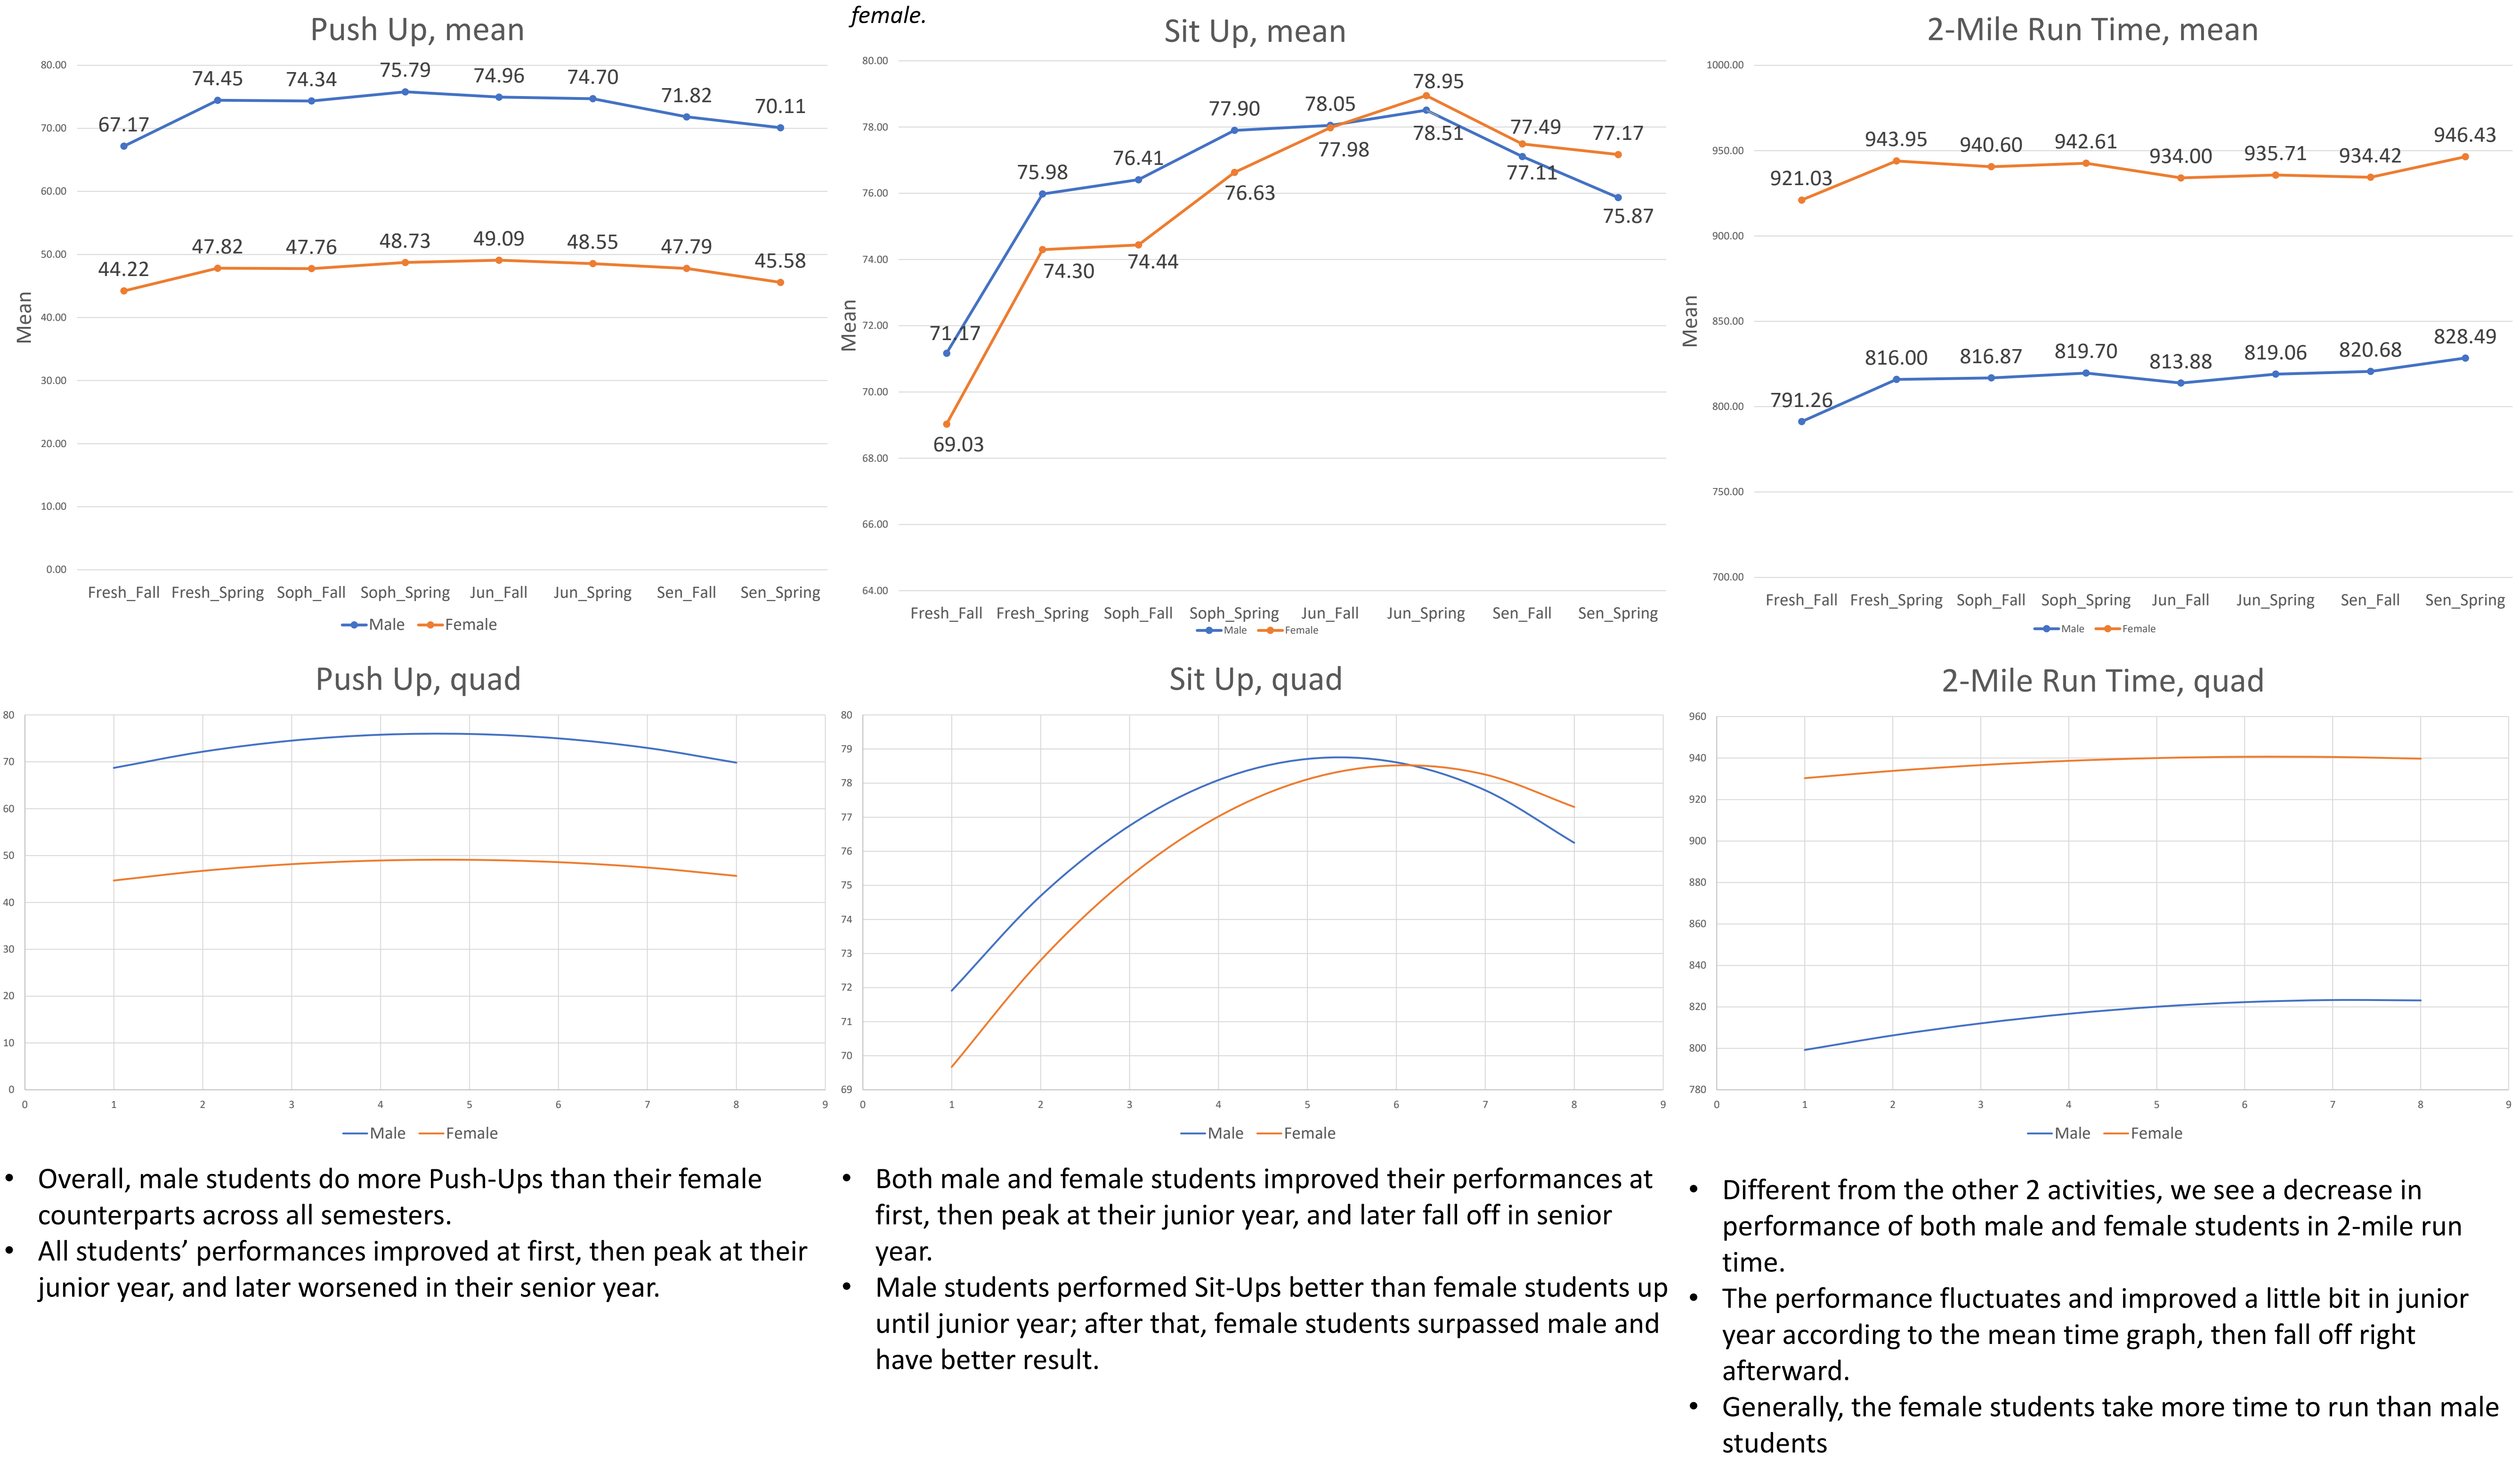 female.
Push Up, mean
80.00
70.00
60.00
50.00
40.00
30.00
20.00
10.00
0.00
Mean
67.17
74.45
74.34
75.79
74.96
74.70
71.82
70.11
44.22
47.82
47.76
48.73
49.09
48.55
47.79
45.58
Fresh_Fall Fresh_Spring Soph_Fall Soph_Spring Jun_Fall Jun_Spring Sen_Fall Sen_Spring
Male Female
Sit Up, mean
80.00
78.00
76.00
74.00
72.00
70.00
68.00
66.00
64.00
Mean
71.17
75.98
76.41
77.90
78.05
78.51
77.11
75.87
69.03
74.30
74.44
76.63
77.98
78.95
77.49
77.17
Fresh_Fall Fresh_Spring Soph_Fall Soph_Spring Jun_Fall Jun_Spring Sen_Fall Sen_Spring
Male Female
2-Mile Run Time, mean
1000.00
950.00
900.00
850.00
800.00
750.00
700.00
Mean
921.03
943.95
940.60
942.61
934.00
935.71
934.42
946.43
791.26
816.00
816.87
819.70
813.88
819.06
820.68
828.49
Fresh_Fall Fresh_Spring Soph_Fall Soph_Spring Jun_Fall Jun_Spring Sen_Fall Sen_Spring
Male Female
Push Up, quad
80
70
60
50
40
30
20
10
0
0 1 2 3 4 5 6 7 8 9
Male Female
Sit Up, quad
80
79
78
77
76
75
74
73
72
71
70
69
0 1 2 3 4 5 6 7 8 9
Male Female
2-Mile Run Time, quad
960
940
920
900
880
860
840
820
800
780
0 1 2 3 4 5 6 7 8 9
Male Female
• Overall, male students do more Push-Ups than their female
counterparts across all semesters.
• All students’ performances improved at first, then peak at their
junior year, and later worsened in their senior year.
• Both male and female students improved their performances at
first, then peak at their junior year, and later fall off in senior
year.
• Male students performed Sit-Ups better than female students up
until junior year; after that, female students surpassed male and
have better result.
• Different from the other 2 activities, we see a decrease in
performance of both male and female students in 2-mile run
time.
• The performance fluctuates and improved a little bit in junior
year according to the mean time graph, then fall off right
afterward.
• Generally, the female students take more time to run than male
students